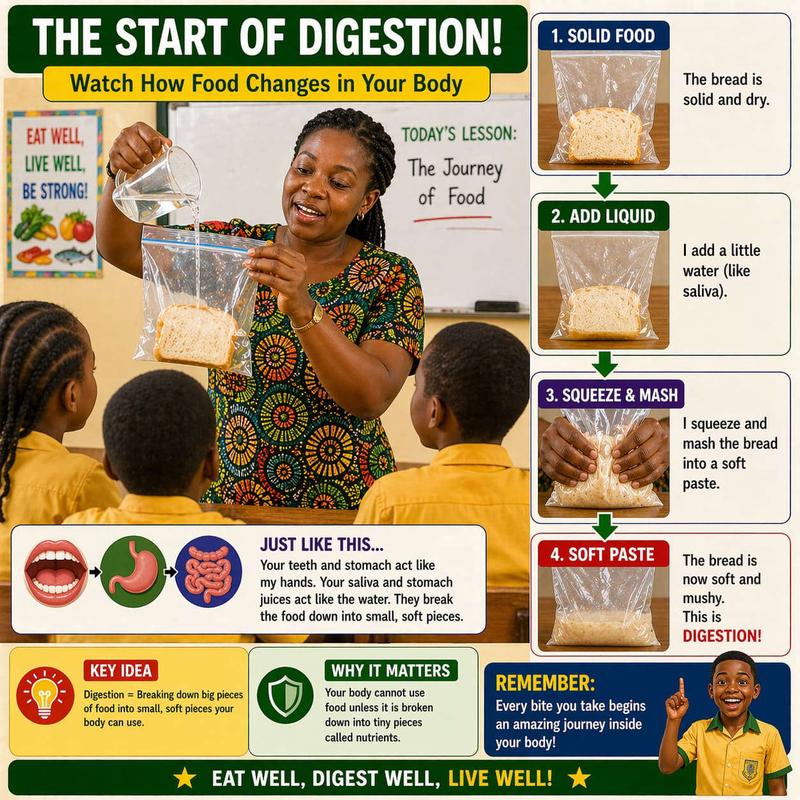 THE START OF DIGESTION!
Watch How Food Changes in Your Body
EAT WELL,
LIVE WELL,
BE STRONG!
TODAY'S LESSON:
The Journey
of Food
1. SOLID FOOD
The bread is
solid and dry.
2. ADD LIQUID
I add a little
water (like
saliva).
3. SQUEEZE & MASH
I squeeze and
mash the bread
into a soft
paste.
4. SOFT PASTE
The bread is
now soft and
mushy.
This is
DIGESTION!
JUST LIKE THIS...
Your teeth and stomach act like
my hands. Your saliva and stomach
juices act like the water. They break
the food down into small, soft pieces.
KEY IDEA
Digestion = Breaking down big pieces
of food into small, soft pieces your
body can use.
WHY IT MATTERS
Your body cannot use
food unless it is broken
down into tiny pieces
called nutrients.
REMEMBER:
Every bite you take begins
an amazing journey inside
your body!
EAT WELL, DIGEST WELL, LIVE WELL!